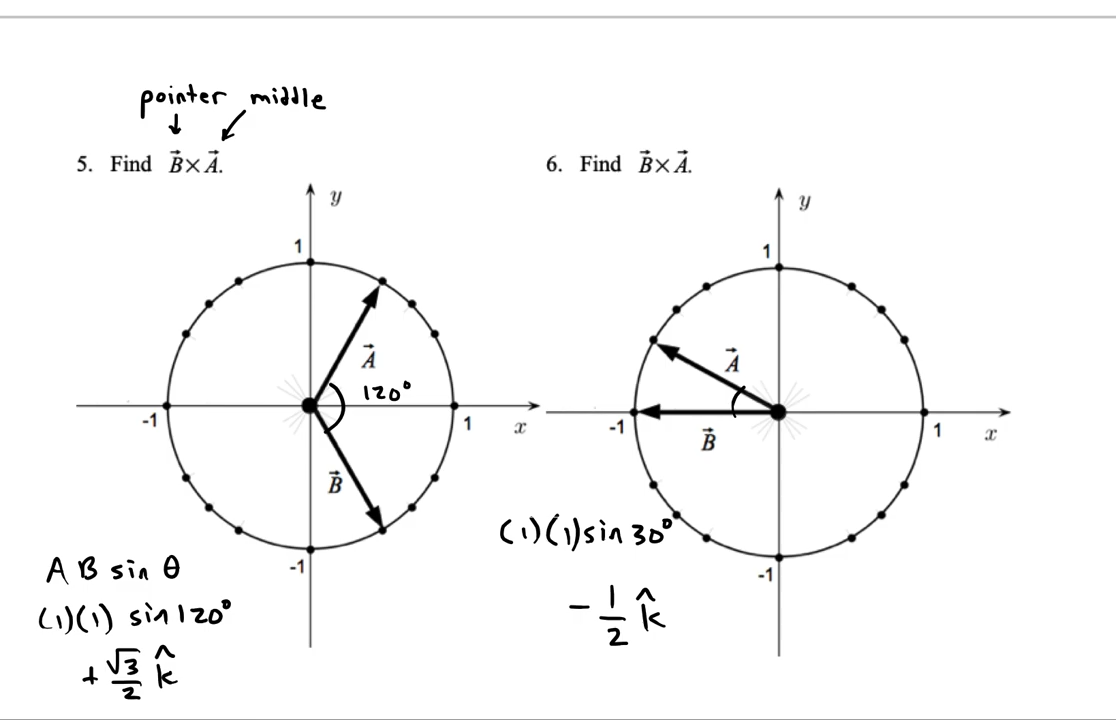 pointer middle
5. Find B⃗×A⃗.
6. Find B⃗×A⃗.
y
1
A⃗
120°
-1
1
x
B⃗
-1
A B sin θ
(1)(1) sin 120°
+ √3/2 k̂
y
1
A⃗
-1
1
x
B⃗
-1
(1)(1) sin 30°
- 1/2 k̂